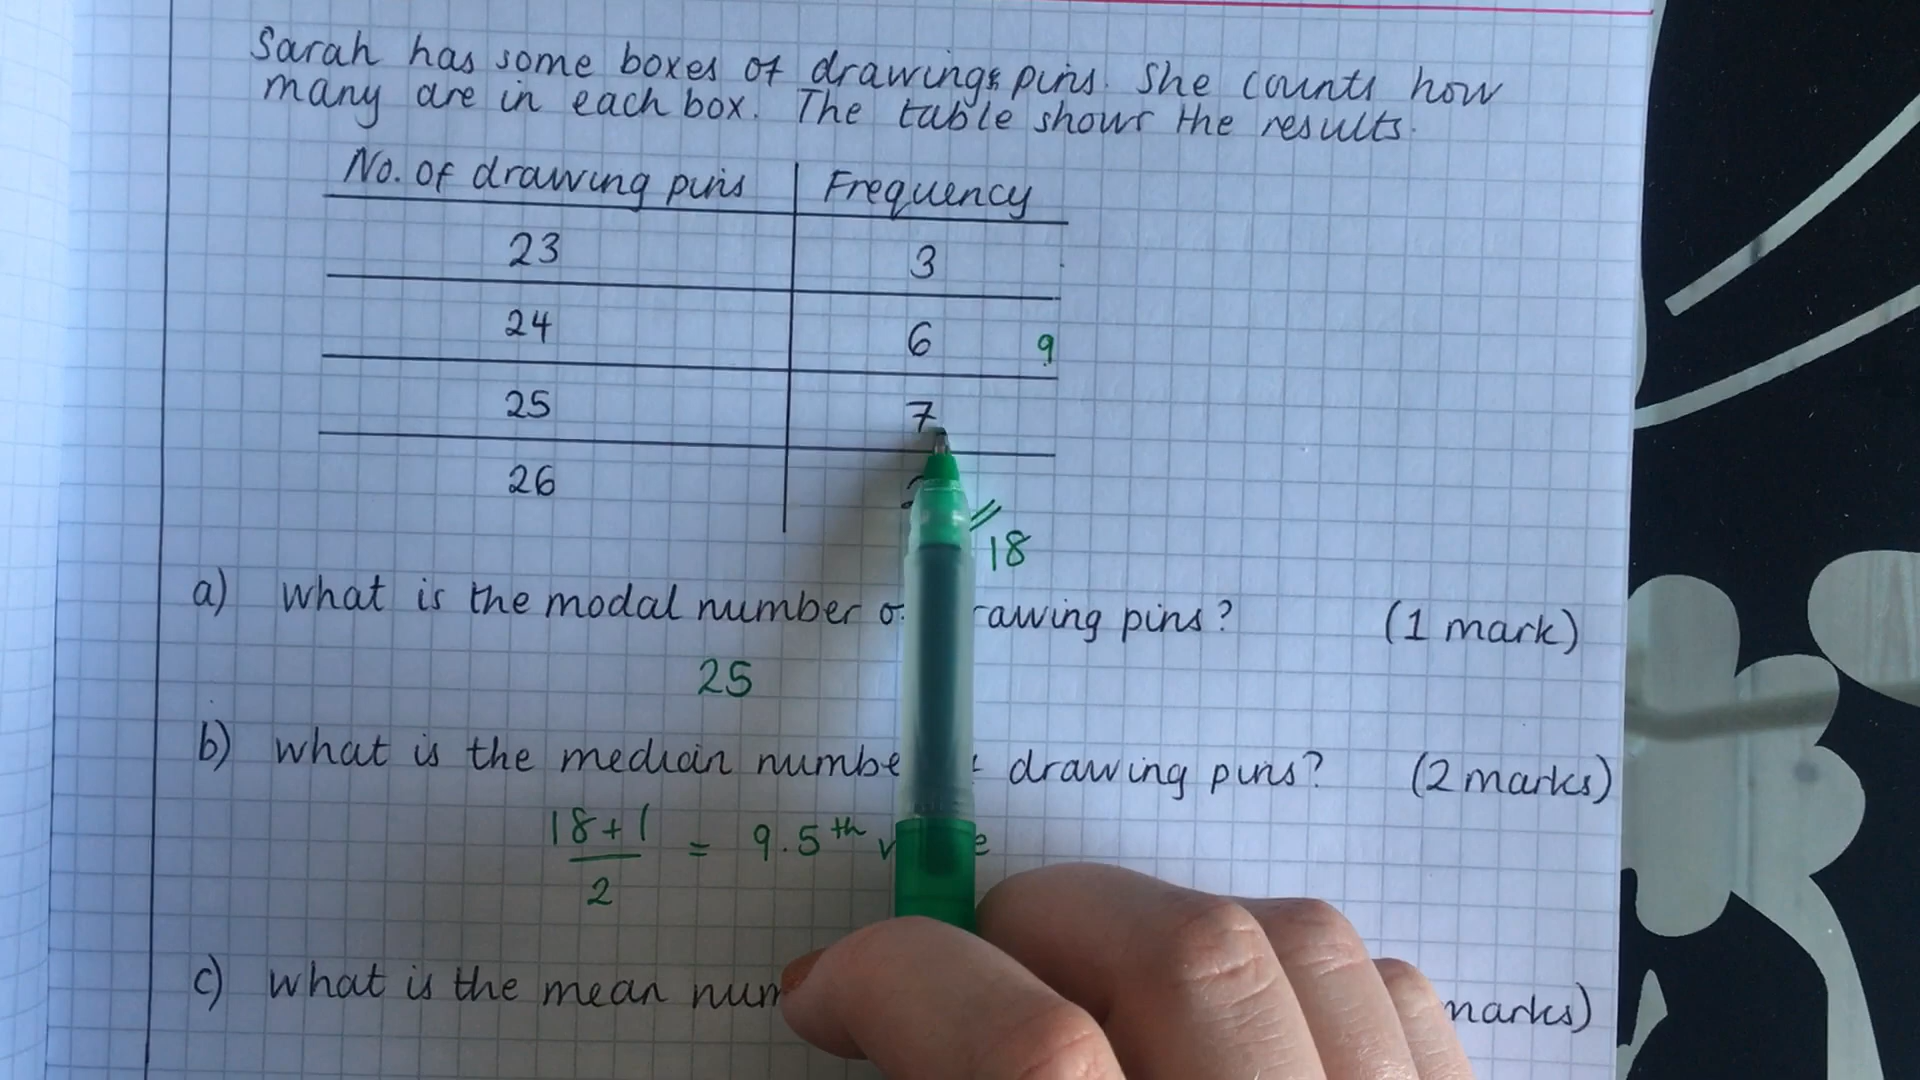 Sarah has some boxes of drawings pins. She counts how
many are in each box. The table shows the results.
No. of drawing pins Frequency
23 3
24 6 9
25 7
26
18
a) what is the modal number rawing pins? (1 mark)
25
b) what is the median drawing pins? (2 marks)
18+1
= 9.5th
2
c) what is the mean marks)